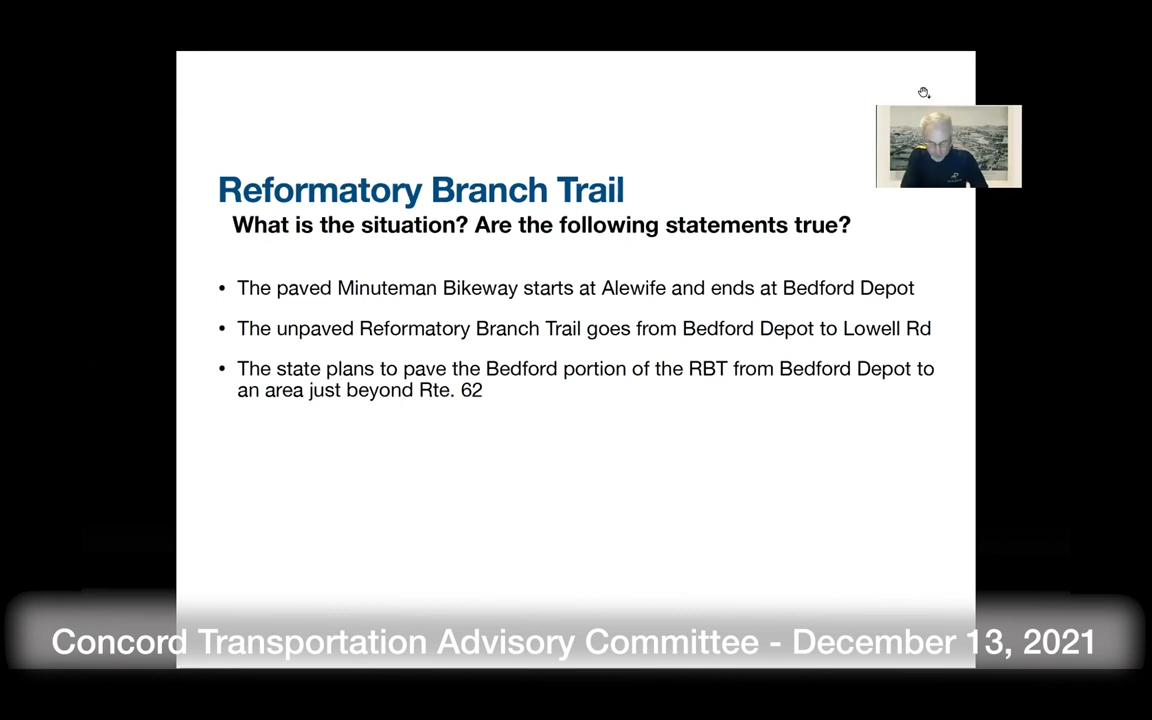 Reformatory Branch Trail
What is the situation? Are the following statements true?
• The paved Minuteman Bikeway starts at Alewife and ends at Bedford Depot
• The unpaved Reformatory Branch Trail goes from Bedford Depot to Lowell Rd
• The state plans to pave the Bedford portion of the RBT from Bedford Depot to
an area just beyond Rte. 62
Concord Transportation Advisory Committee - December 13, 2021